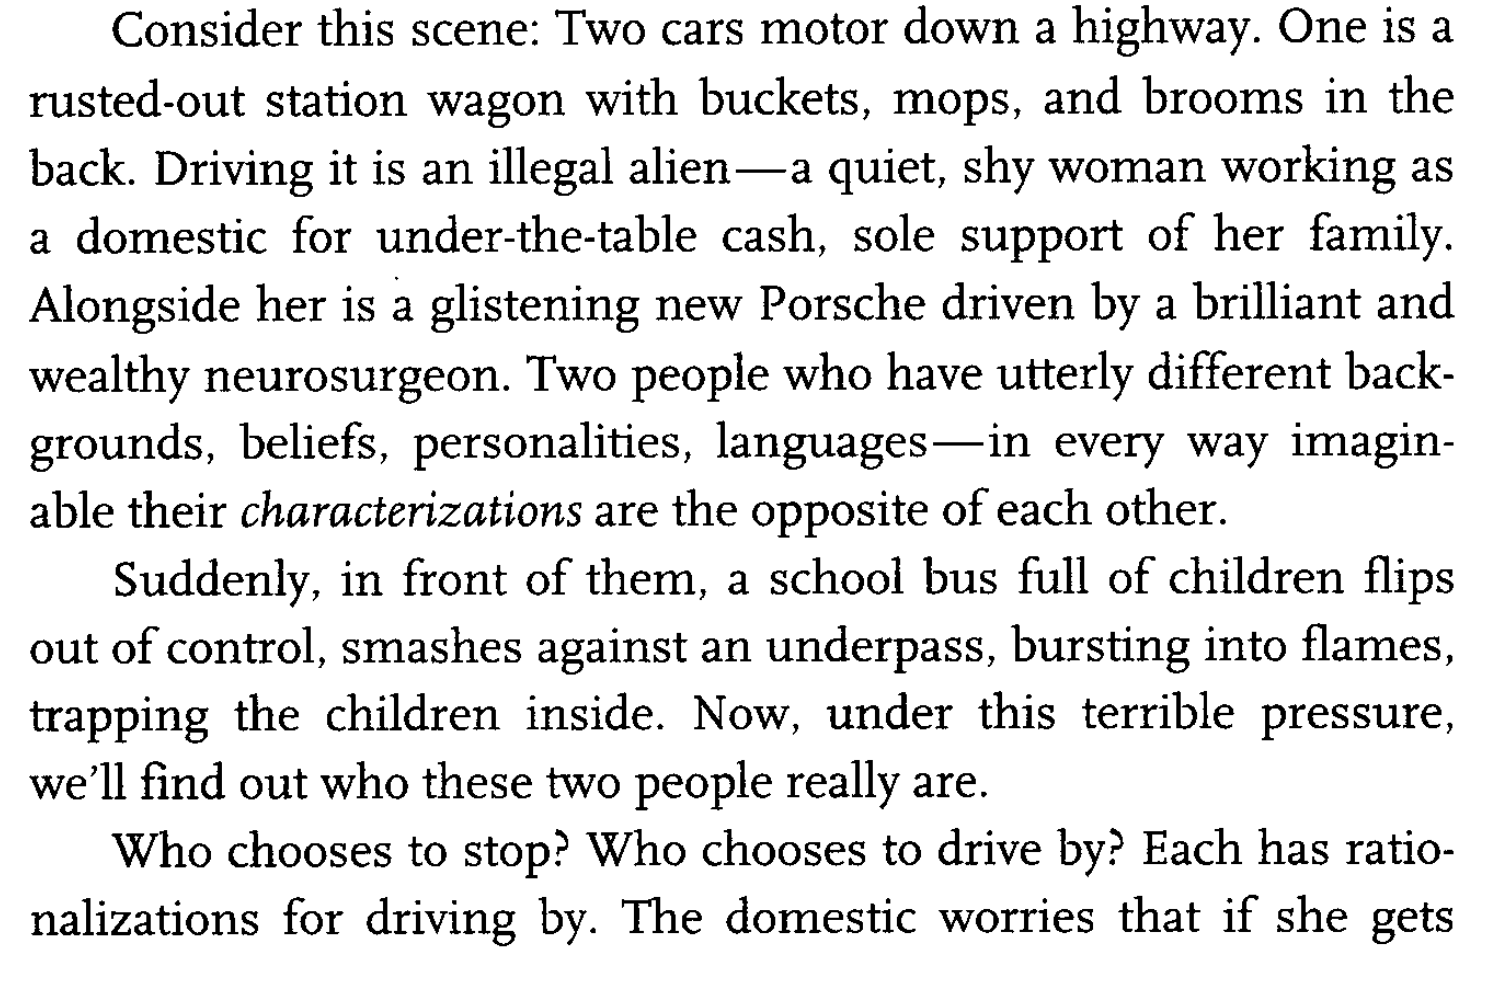 Consider this scene: Two cars motor down a highway. One is a
rusted-out station wagon with buckets, mops, and brooms in the
back. Driving it is an illegal alien—a quiet, shy woman working as
a domestic for under-the-table cash, sole support of her family.
Alongside her is a glistening new Porsche driven by a brilliant and
wealthy neurosurgeon. Two people who have utterly different back-
grounds, beliefs, personalities, languages—in every way imagin-
able their characterizations are the opposite of each other.
Suddenly, in front of them, a school bus full of children flips
out of control, smashes against an underpass, bursting into flames,
trapping the children inside. Now, under this terrible pressure,
we'll find out who these two people really are.
Who chooses to stop? Who chooses to drive by? Each has ratio-
nalizations for driving by. The domestic worries that if she gets